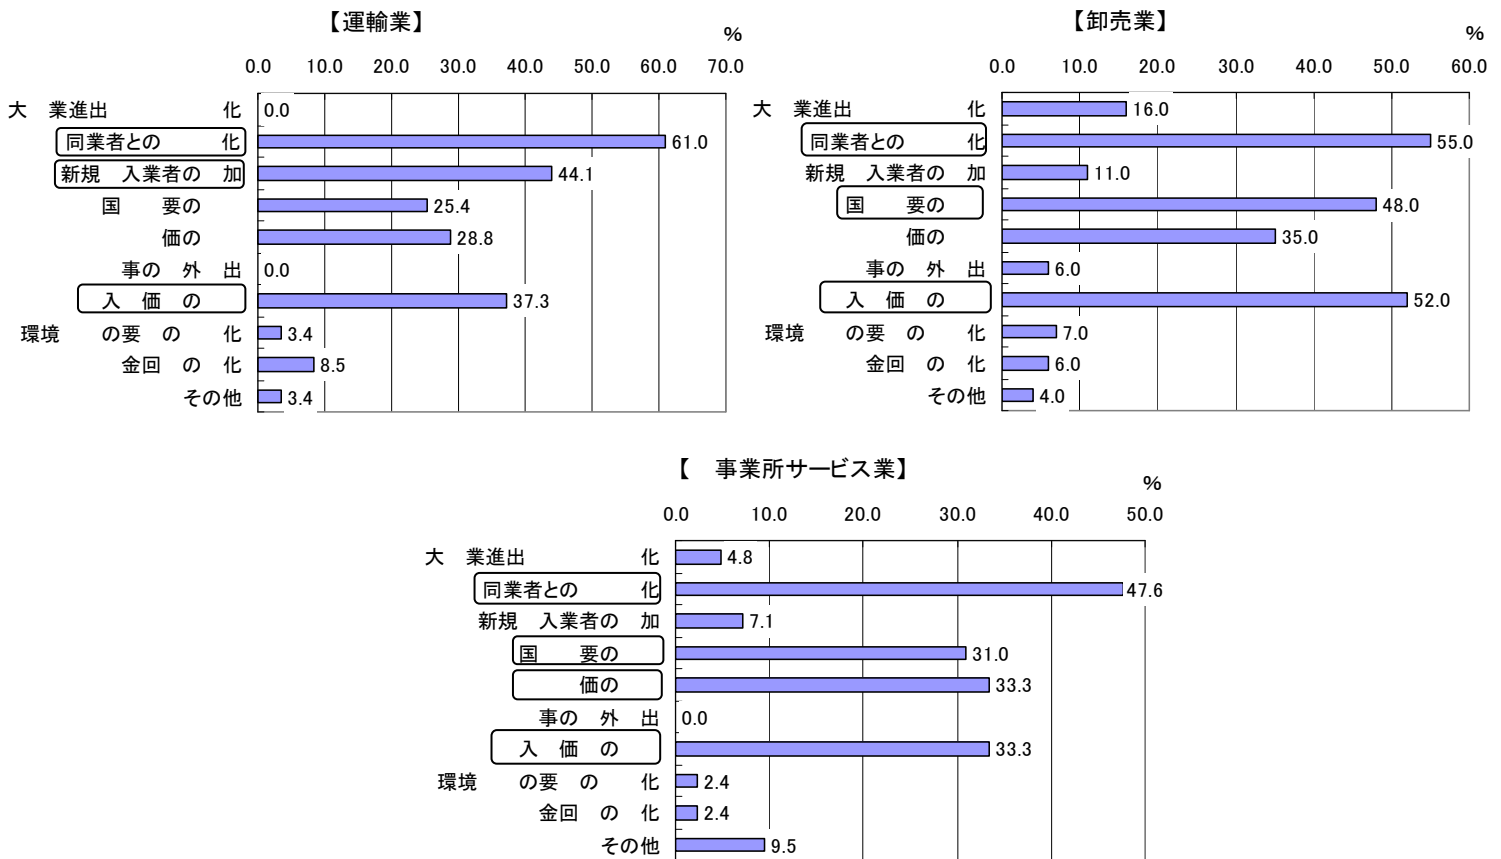 【運輸業】
%
0.0 10.0 20.0 30.0 40.0 50.0 60.0 70.0
大 業進出 化 0.0
同業者との 化 61.0
新規 入業者の 加 44.1
国 要の 25.4
価の 28.8
事の 外 出 0.0
入 価 の 37.3
環境 の要 の 化 3.4
金回 の 化 8.5
その他 3.4
【卸売業】
%
0.0 10.0 20.0 30.0 40.0 50.0 60.0
大 業進出 化 16.0
同業者との 化 55.0
新規 入業者の 加 11.0
国 要の 48.0
価の 35.0
事の 外 出 6.0
入 価 の 52.0
環境 の要 の 化 7.0
金回 の 化 6.0
その他 4.0
【 事業所サービス業】
%
0.0 10.0 20.0 30.0 40.0 50.0
大 業進出 化 4.8
同業者との 化 47.6
新規 入業者の 加 7.1
国 要の 31.0
価の 33.3
事の 外 出 0.0
入 価 の 33.3
環境 の要 の 化 2.4
金回 の 化 2.4
その他 9.5